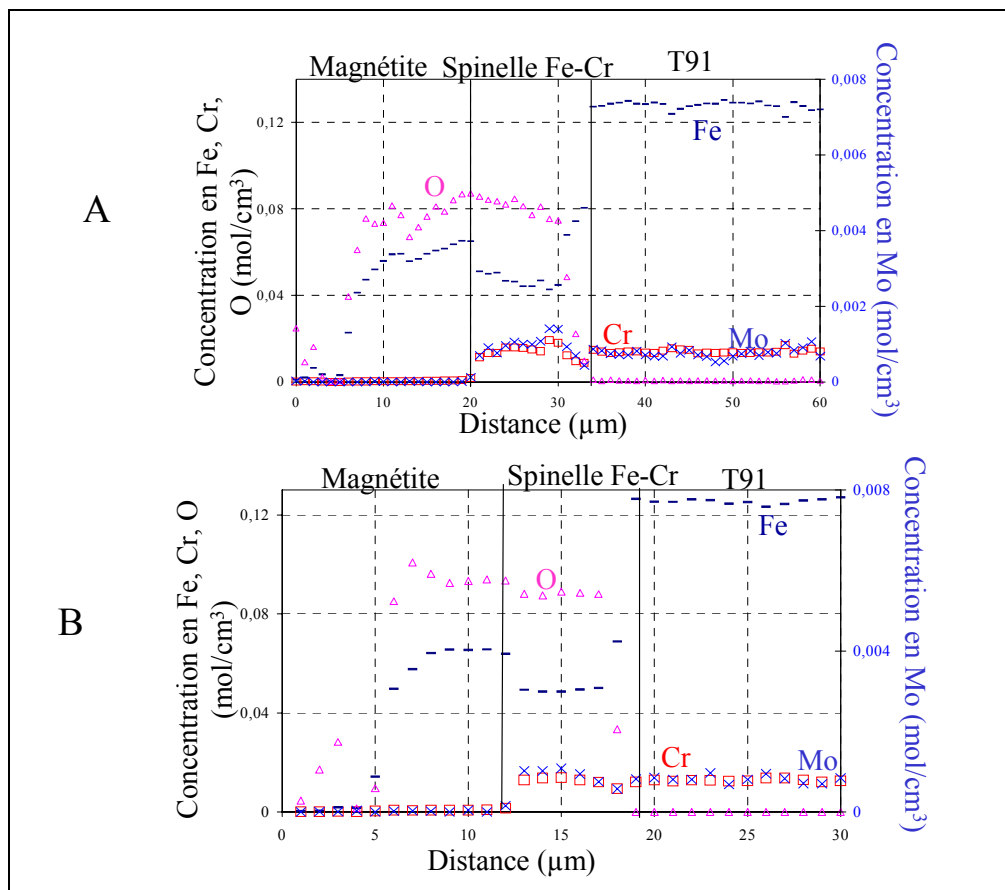 A
Magnétite Spinelle Fe-Cr T91
Concentration en Fe, Cr,
O (mol/cm³)
0,12
0,08
0,04
0
O
Fe
Cr
Mo
0,008
0,006
0,004
0,002
0
Concentration en Mo (mol/cm³)
0 10 20 30 40 50 60
Distance (µm)
B
Magnétite Spinelle Fe-Cr T91
Concentration en Fe, Cr, O
(mol/cm³)
0,12
0,08
0,04
0
O
Fe
Cr
Mo
0,008
0,004
0
Concentration en Mo (mol/cm³)
0 5 10 15 20 25 30
Distance (µm)